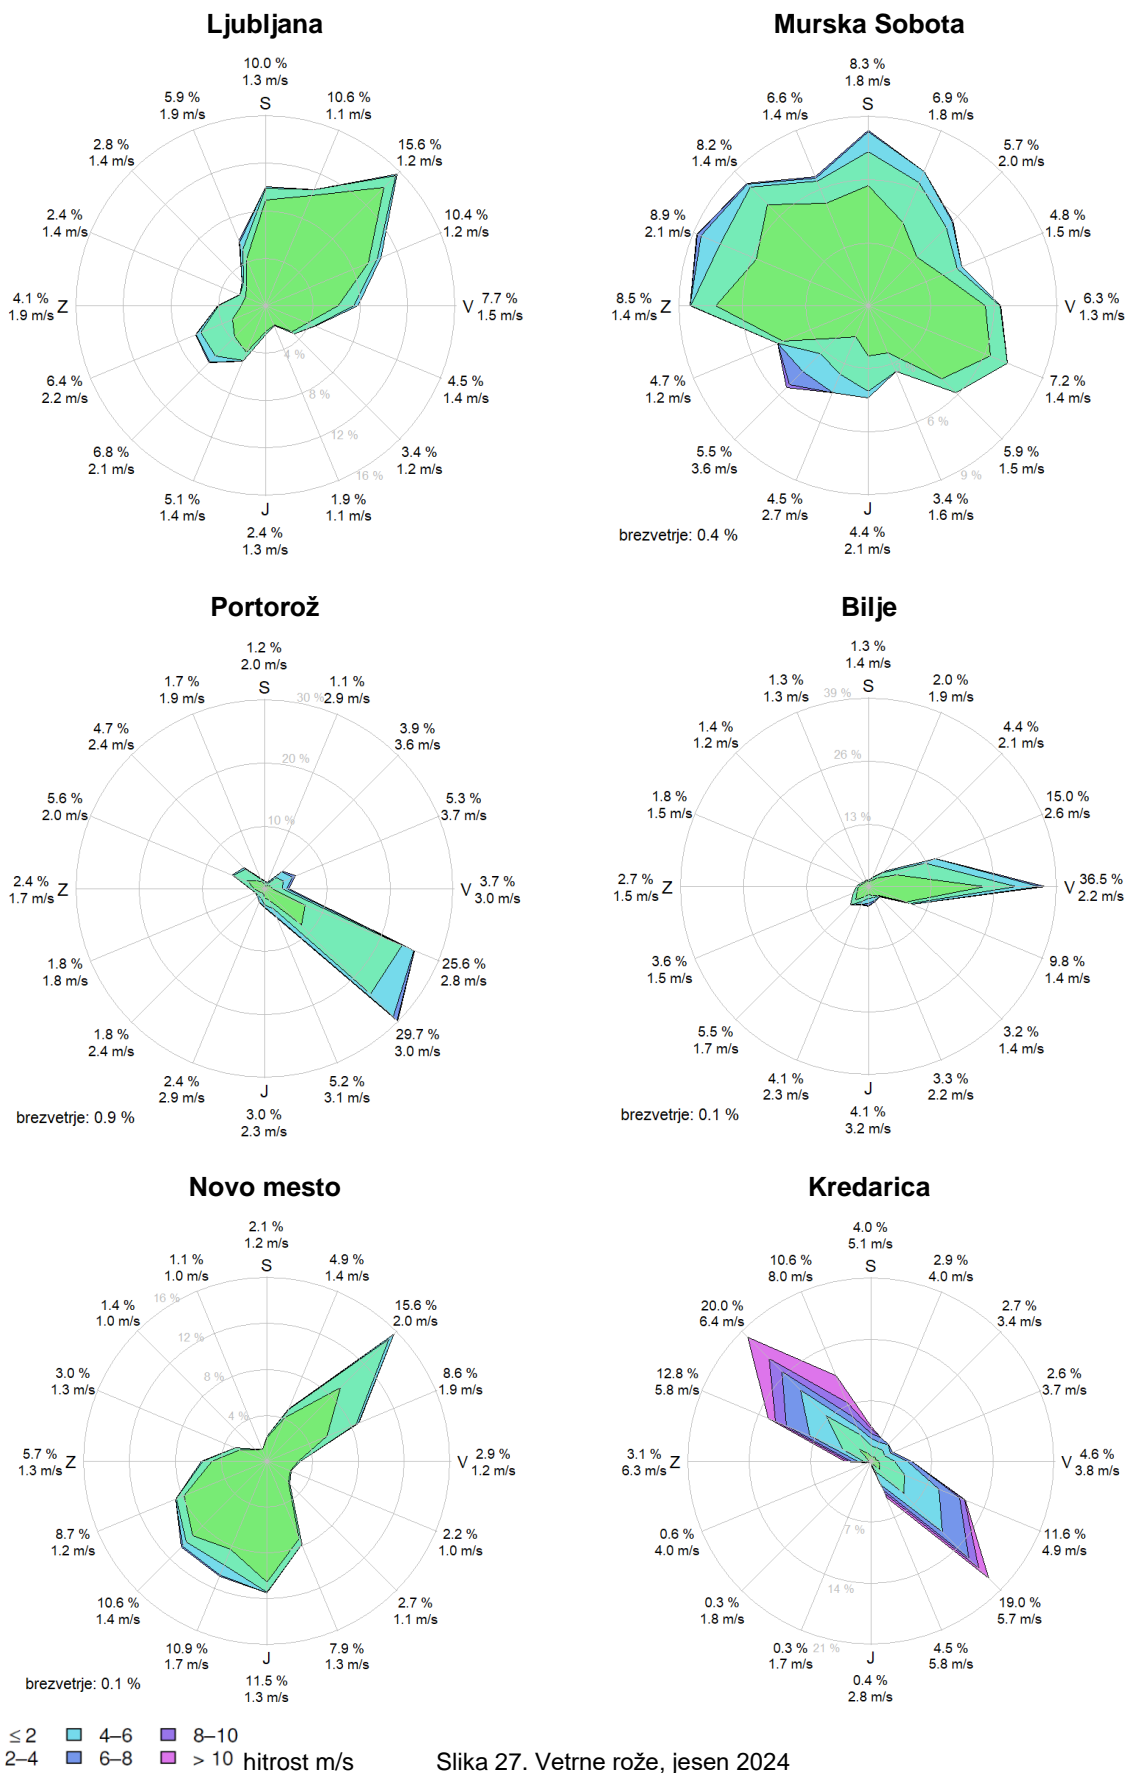 Ljubljana
10.0 %
1.3 m/s
S
10.6 %
1.1 m/s
15.6 %
1.2 m/s
10.4 %
1.2 m/s
V 7.7 %
1.5 m/s
4.5 %
1.4 m/s
3.4 %
1.2 m/s
1.9 %
1.1 m/s
J
2.4 %
1.3 m/s
5.1 %
1.4 m/s
6.8 %
2.1 m/s
6.4 %
2.2 m/s
4.1 % Z
1.9 m/s
2.4 %
1.4 m/s
2.8 %
1.4 m/s
5.9 %
1.9 m/s
4 %
8 %
12 %
16 %
Murska Sobota
8.3 %
1.8 m/s
S
6.9 %
1.8 m/s
5.7 %
2.0 m/s
4.8 %
1.5 m/s
V 6.3 %
1.3 m/s
7.2 %
1.4 m/s
5.9 %
1.5 m/s
3.4 %
1.6 m/s
J
4.4 %
2.1 m/s
4.5 %
2.7 m/s
5.5 %
3.6 m/s
4.7 %
1.2 m/s
8.5 % Z
1.4 m/s
8.9 %
2.1 m/s
8.2 %
1.4 m/s
6.6 %
1.4 m/s
6 %
9 %
brezvetrje: 0.4 %
Portorož
1.2 %
2.0 m/s
S
1.1 %
2.9 m/s
3.9 %
3.6 m/s
5.3 %
3.7 m/s
V 3.7 %
3.0 m/s
25.6 %
2.8 m/s
29.7 %
3.0 m/s
5.2 %
3.1 m/s
J
3.0 %
2.3 m/s
2.4 %
2.9 m/s
1.8 %
2.4 m/s
1.8 %
1.8 m/s
2.4 % Z
1.7 m/s
5.6 %
2.0 m/s
4.7 %
2.4 m/s
1.7 %
1.9 m/s
30 %
20 %
10 %
brezvetrje: 0.9 %
Bilje
1.3 %
1.4 m/s
S
2.0 %
1.9 m/s
4.4 %
2.1 m/s
15.0 %
2.6 m/s
V 36.5 %
2.2 m/s
9.8 %
1.4 m/s
3.2 %
1.4 m/s
3.3 %
2.2 m/s
J
4.1 %
3.2 m/s
4.1 %
2.3 m/s
5.5 %
1.7 m/s
3.6 %
1.5 m/s
2.7 % Z
1.5 m/s
1.8 %
1.5 m/s
1.4 %
1.2 m/s
1.3 %
1.3 m/s
39 %
26 %
13 %
brezvetrje: 0.1 %
Novo mesto
2.1 %
1.2 m/s
S
4.9 %
1.4 m/s
15.6 %
2.0 m/s
8.6 %
1.9 m/s
V 2.9 %
1.2 m/s
2.2 %
1.0 m/s
2.7 %
1.1 m/s
7.9 %
1.3 m/s
J
11.5 %
1.3 m/s
10.9 %
1.7 m/s
10.6 %
1.4 m/s
8.7 %
1.2 m/s
5.7 % Z
1.3 m/s
3.0 %
1.3 m/s
1.4 %
1.0 m/s
1.1 %
1.0 m/s
16 %
12 %
8 %
4 %
brezvetrje: 0.1 %
Kredarica
4.0 %
5.1 m/s
S
2.9 %
4.0 m/s
2.7 %
3.4 m/s
2.6 %
3.7 m/s
V 4.6 %
3.8 m/s
11.6 %
4.9 m/s
19.0 %
5.7 m/s
4.5 %
5.8 m/s
J
0.4 %
2.8 m/s
0.3 %
1.7 m/s
0.3 %
1.8 m/s
0.6 %
4.0 m/s
3.1 % Z
6.3 m/s
12.8 %
5.8 m/s
20.0 %
6.4 m/s
10.6 %
8.0 m/s
7 %
14 %
21 %
≤ 2 4–6 8–10
2–4 6–8 > 10 hitrost m/s
Slika 27. Vetrne rože, jesen 2024